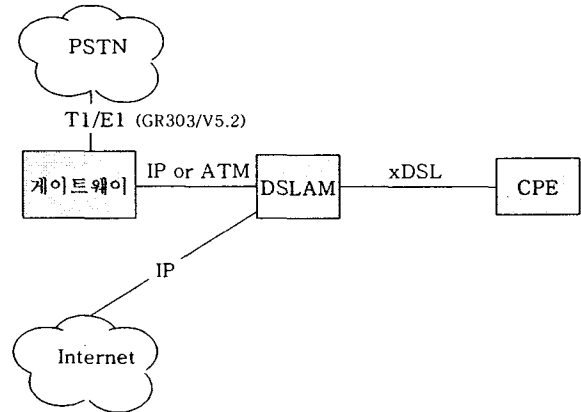 PSTN
T1/E1 (GR303/V5.2)
게이트웨이
IP or ATM
DSLAM
xDSL
CPE
IP
Internet